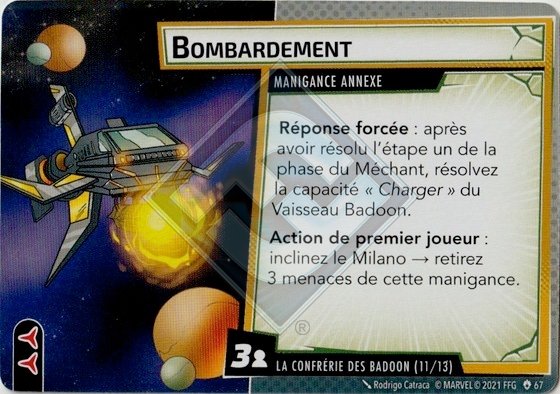 BOMBARDEMENT
MANIGANCE ANNEXE
Réponse forcée : après
avoir résolu l'étape un de la
phase du Méchant, résolvez
la capacité « Charger » du
Vaisseau Badoon.
Action de premier joueur :
inclinez le Milano → retirez
3 menaces de cette manigance.
3
LA CONFRÉRIE DES BADOON (11/13)
Rodrigo Catraca © MARVEL © 2021 FFG 67
®